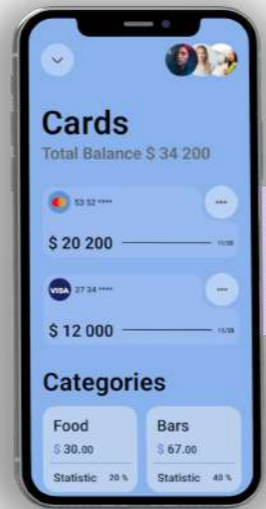 Cards
Total Balance $ 34 200
53 52 ****
$ 20 200
VISA 27 34 ****
$ 12 000
Categories
Food
$ 30.00
Statistic 20 %
Bars
$ 67.00
Statistic 40 %